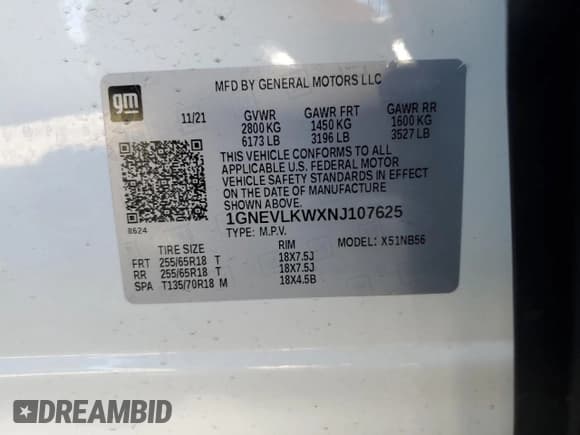 gm
MFD BY GENERAL MOTORS LLC
11/21 GVWR GAWR FRT GAWR RR
2800 KG 1450 KG 1600 KG
6173 LB 3196 LB 3527 LB
THIS VEHICLE CONFORMS TO ALL
APPLICABLE U.S. FEDERAL MOTOR
VEHICLE SAFETY STANDARDS IN EFFECT
ON THE DATE OF MANUFACTURE
SHOWN ABOVE.
1GNEVLKWXNJ107625
8624
TYPE: M.P.V. MODEL: X51NB56
TIRE SIZE RIM
FRT 255/65R18 T 18X7.5J
RR 255/65R18 T 18X7.5J
SPA T135/70R18 M 18X4.5B
DREAMBID